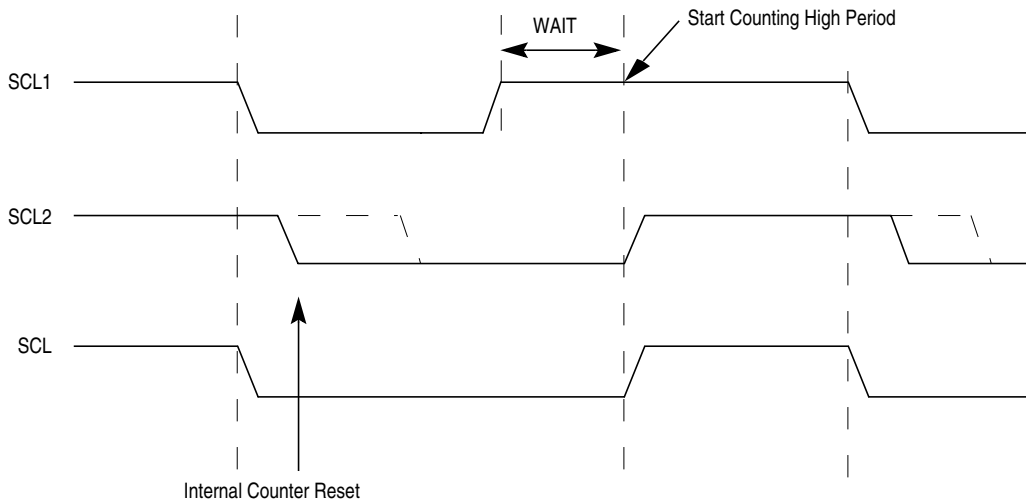 Start Counting High Period
WAIT
SCL1
SCL2
SCL
Internal Counter Reset